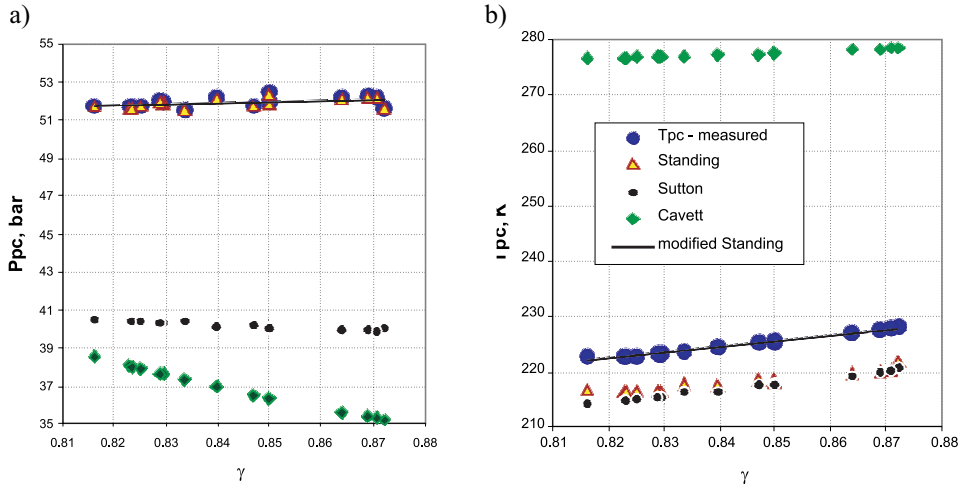 a)
55
53
51
49
47
45
43
41
39
37
35
Ppc, bar
0.81 0.82 0.83 0.84 0.85 0.86 0.87 0.88
γ
b)
280
270
260
250
240
230
220
210
Tpc, K
Tpc - measured
Standing
Sutton
Cavett
modified Standing
0.81 0.82 0.83 0.84 0.85 0.86 0.87 0.88
γ